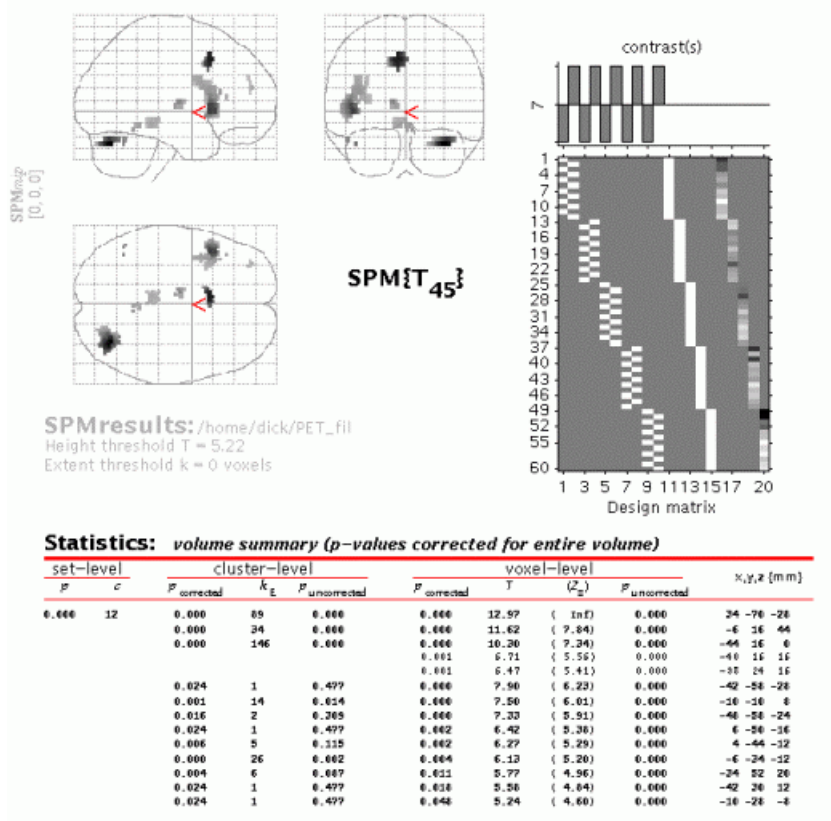 contrast(s)
7
SPMmip
[0, 0, 0]
SPM{T45}
1
4
7
10
13
16
19
22
25
28
31
34
37
40
43
46
49
52
55
60
1 3 5 7 9 11 13 15 17 20
Design matrix
SPMresults: /home/dick/PET_fil
Height threshold T = 5.22
Extent threshold k = 0 voxels
Statistics: volume summary (p-values corrected for entire volume)
set-level cluster-level voxel-level x,y,z {mm}
p c p corrected k E p uncorrected p corrected T (Z≡) p uncorrected
0.000 12 0.000 89 0.000 0.000 12.97 ( Inf) 0.000 34 -70 -28
0.000 34 0.000 0.000 11.62 ( 7.84) 0.000 -6 16 44
0.000 146 0.000 0.000 10.30 ( 7.34) 0.000 -44 16 0
0.001 6.71 ( 5.56) 0.000 -40 16 16
0.001 6.47 ( 5.41) 0.000 -38 24 16
0.024 1 0.477 0.000 7.90 ( 6.23) 0.000 -42 -58 -28
0.001 14 0.014 0.000 7.50 ( 6.01) 0.000 -10 -10 8
0.016 2 0.309 0.000 7.33 ( 5.91) 0.000 -48 -58 -24
0.024 1 0.477 0.002 6.42 ( 5.38) 0.000 6 -50 -16
0.006 5 0.115 0.002 6.27 ( 5.29) 0.000 4 -44 -12
0.000 26 0.002 0.004 6.13 ( 5.20) 0.000 -6 -34 -12
0.004 6 0.087 0.011 5.77 ( 4.96) 0.000 -34 52 20
0.024 1 0.477 0.018 5.58 ( 4.84) 0.000 -42 30 12
0.024 1 0.477 0.048 5.24 ( 4.60) 0.000 -10 -28 -8